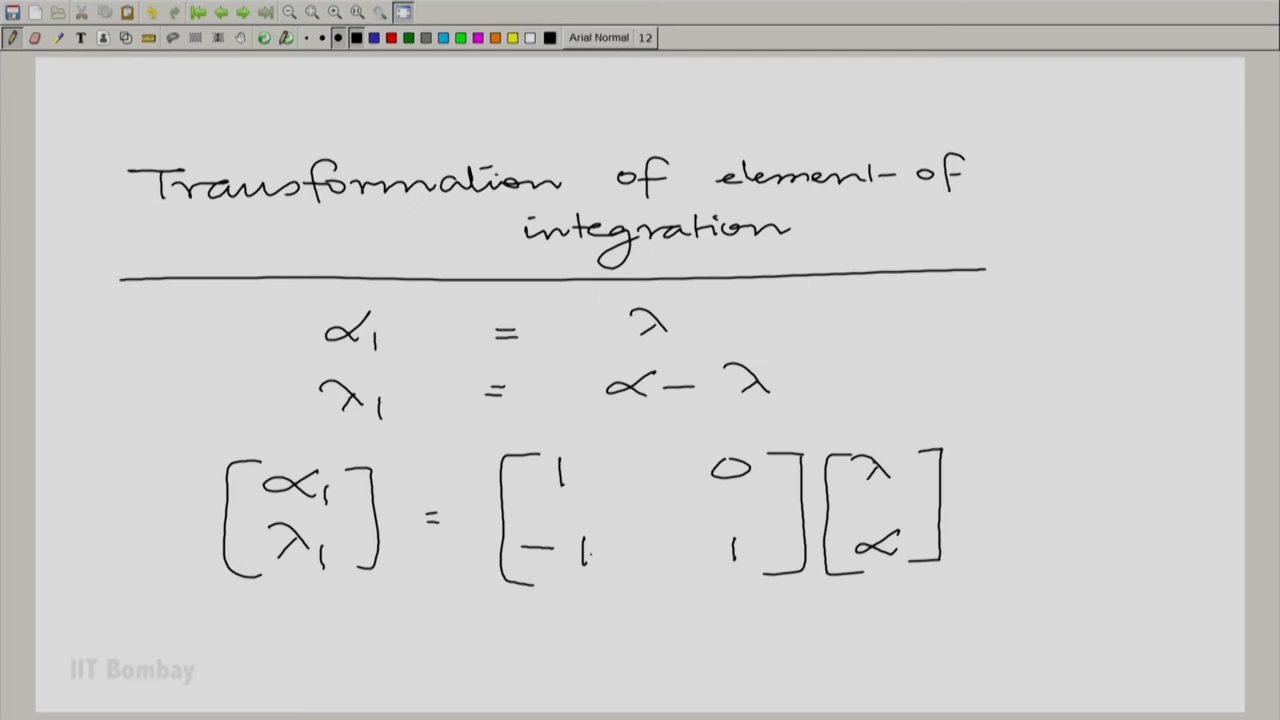 Arial Normal 12
Transformation of element of
integration
α₁ = λ
λ₁ = α − λ
[α₁ λ₁] = [1 0 −1 1] [λ α]
IIT Bombay